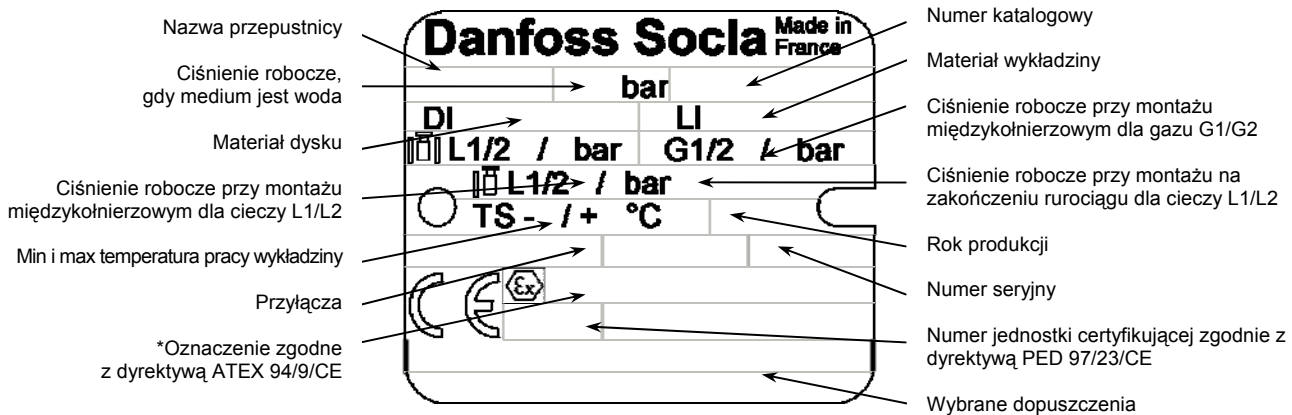 Nazwa przepustnicy
Ciśnienie robocze,
gdy medium jest woda
Materiał dysku
Ciśnienie robocze przy montażu
międzykołnierzowym dla cieczy L1/L2
Min i max temperatura pracy wykładziny
Przyłącza
*Oznaczenie zgodne
z dyrektywą ATEX 94/9/CE
Danfoss Socla Made in
France
bar
DI LI
L1/2 / bar G1/2 / bar
L1/2 / bar
TS - / + °C
CE Ex
Numer katalogowy
Materiał wykładziny
Ciśnienie robocze przy montażu
międzykołnierzowym dla gazu G1/G2
Ciśnienie robocze przy montażu na
zakończeniu rurociągu dla cieczy L1/L2
Rok produkcji
Numer seryjny
Numer jednostki certyfikującej zgodnie z
dyrektywą PED 97/23/CE
Wybrane dopuszczenia